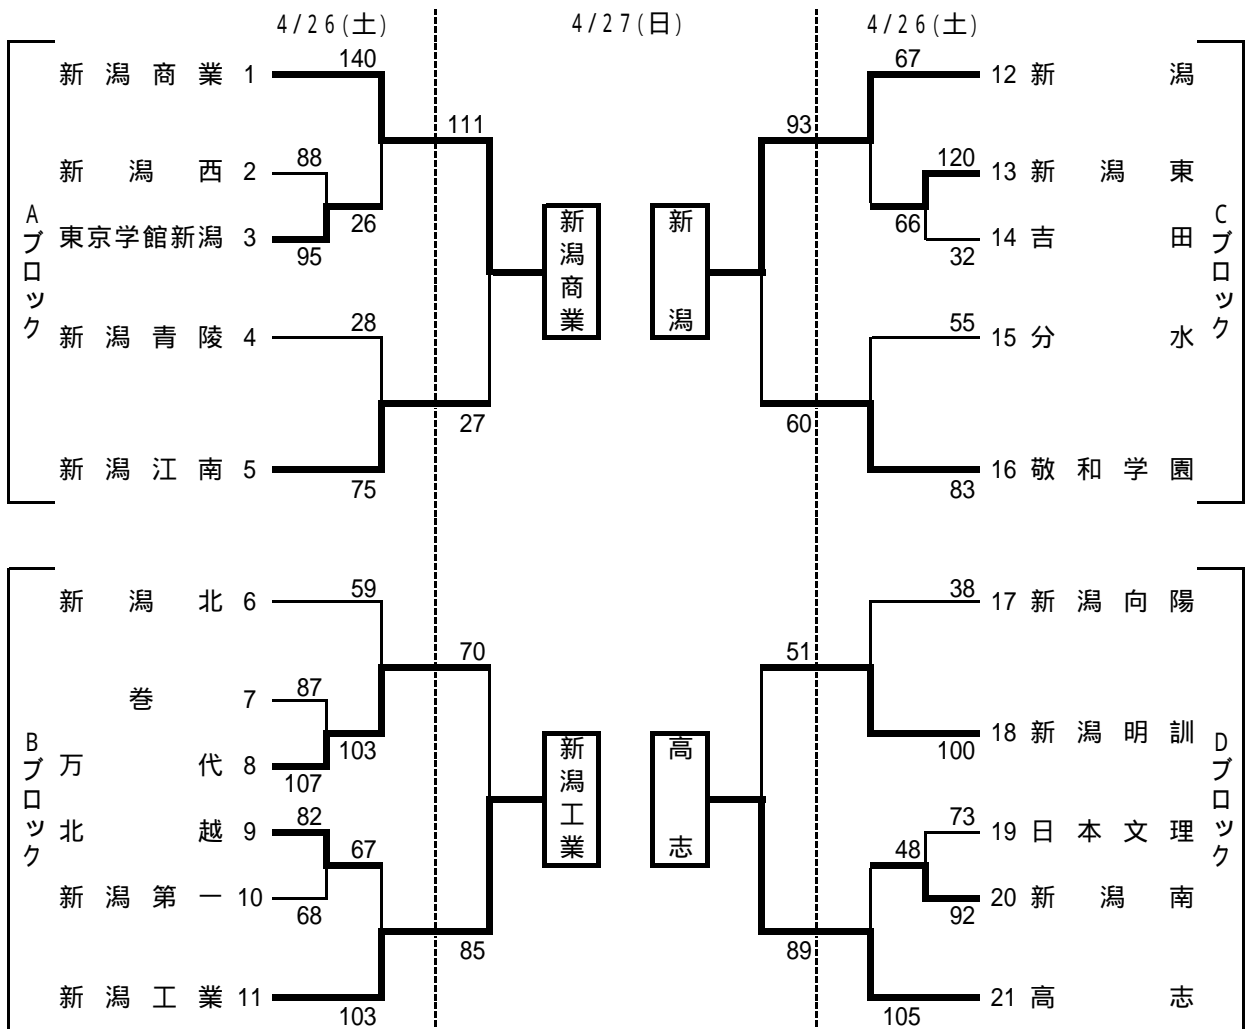 4/26(土) 4/27(日) 4/26(土)
Aブロック
140
新潟商業 1
111
88
新潟西 2
26
東京学館新潟 3
95
新潟商業
28
新潟青陵 4
27
新潟江南 5
75
Cブロック
67
12 新潟
93
120
13 新潟東
66
14 吉田
32
新潟
55
15 分水
60
16 敬和学園
83
Bブロック
59
新潟北 6
70
87
巻 7
103
万代 8
107
新潟工業
82
北越 9
67
新潟第一 10
68
85
新潟工業 11
103
Dブロック
38
17 新潟向陽
51
18 新潟明訓
100
高志
73
19 日本文理
48
20 新潟南
92
89
21 高志
105